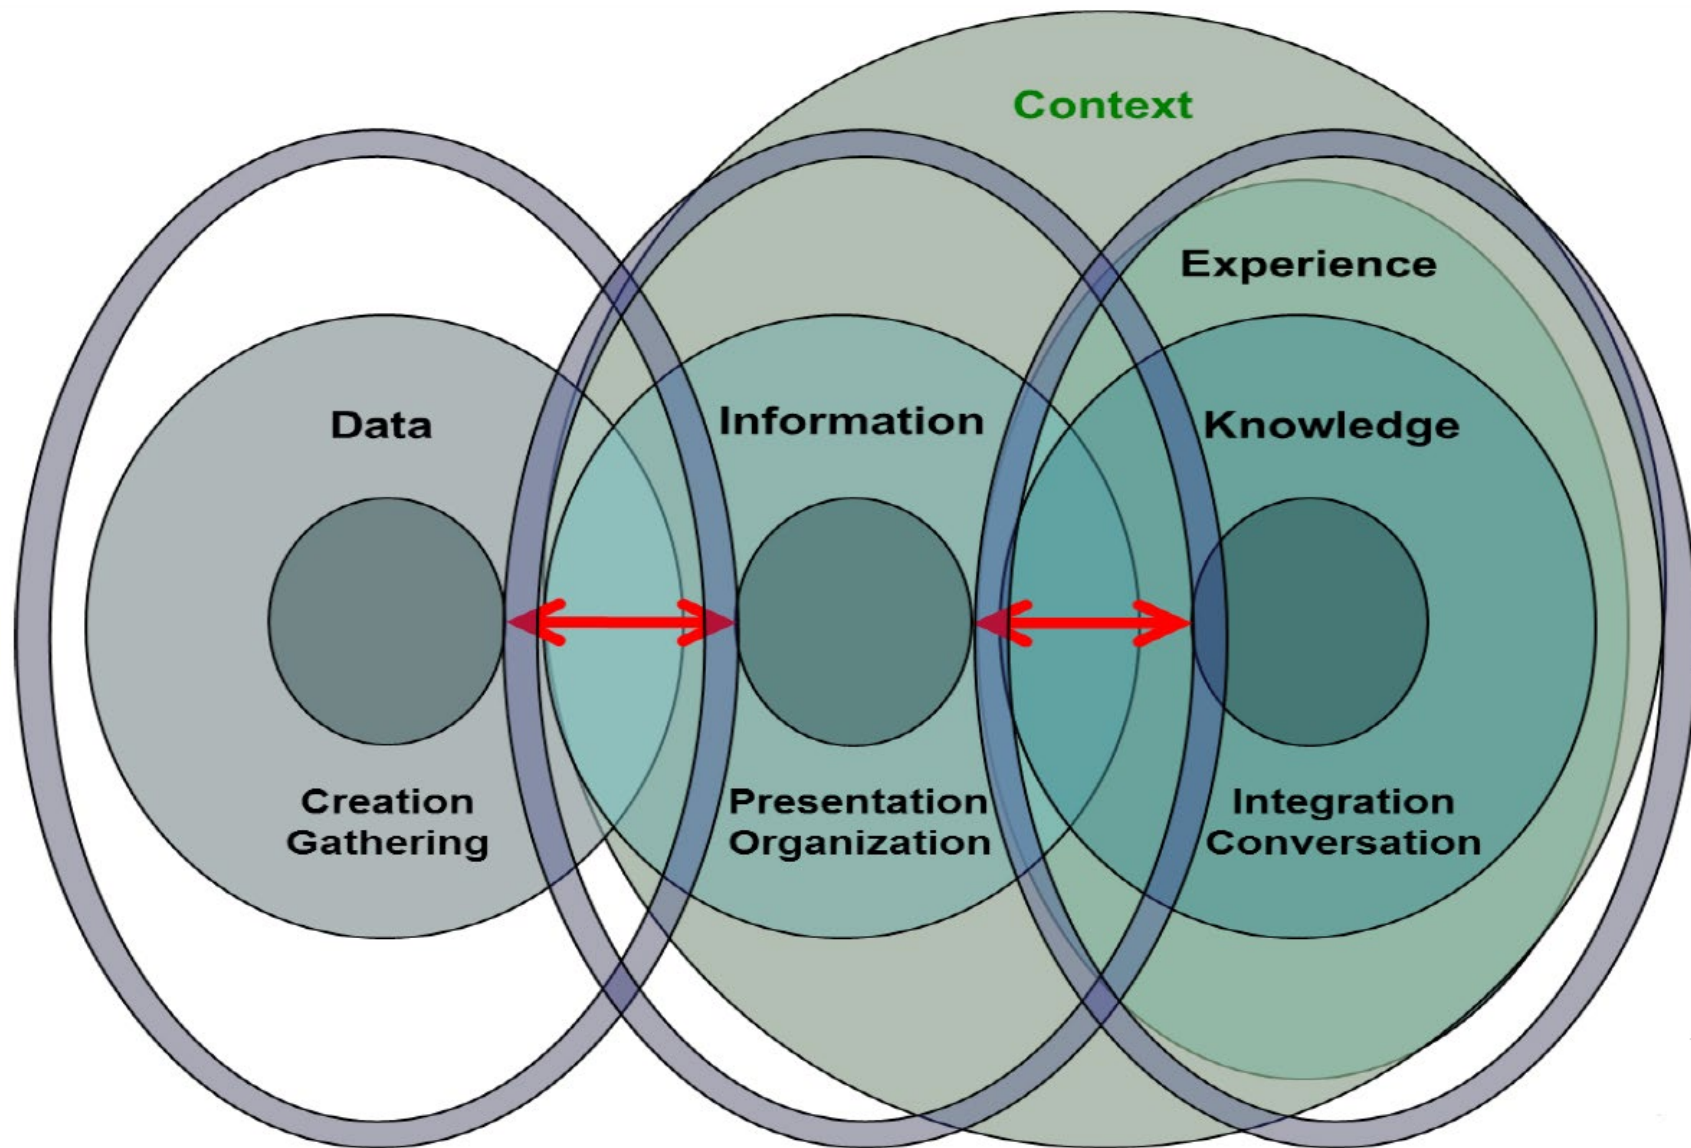 Context
Experience
Data
Information
Knowledge
Creation
Gathering
Presentation
Organization
Integration
Conversation